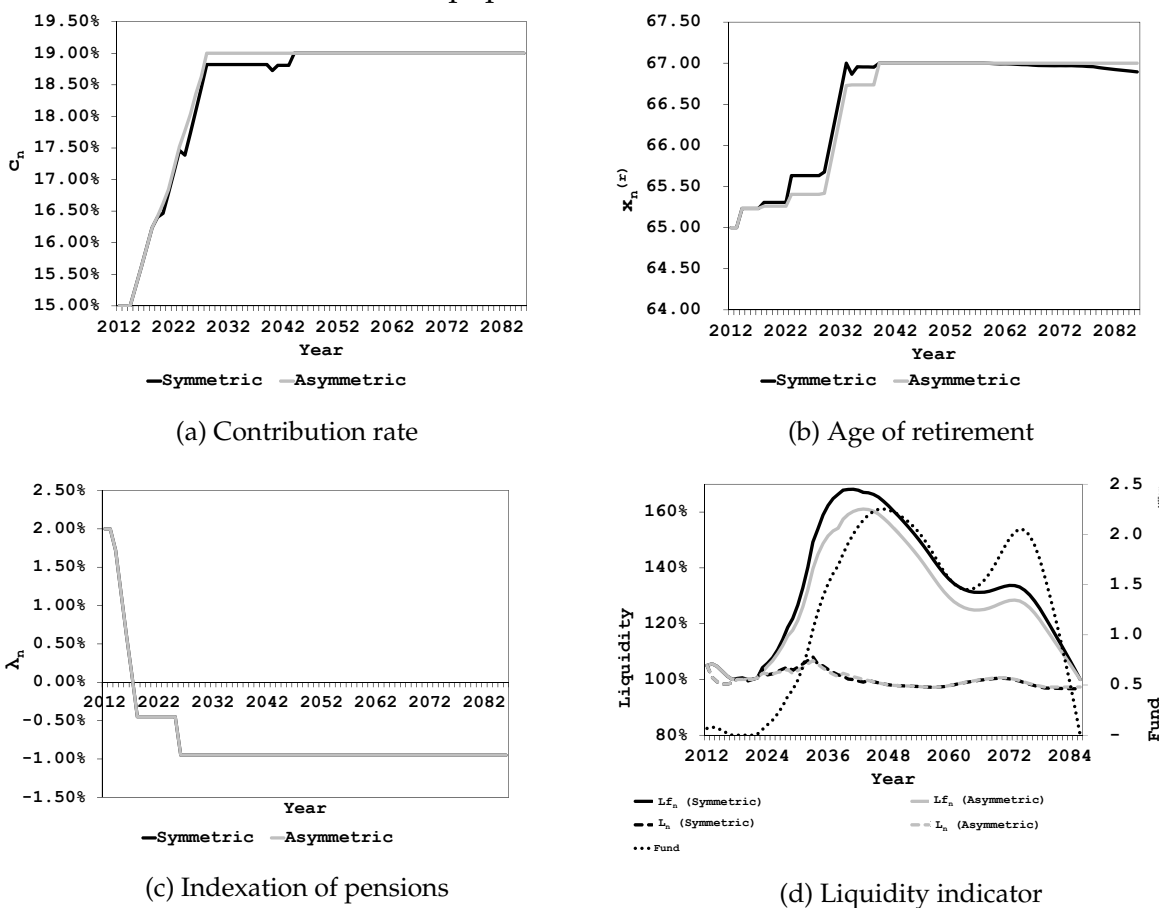 19.50%
19.00%
18.50%
18.00%
17.50%
17.00%
16.50%
16.00%
15.50%
15.00%
c_n
2012 2022 2032 2042 2052 2062 2072 2082
Year
Symmetric Asymmetric
(a) Contribution rate
67.00
66.00
65.00
64.00
67.50
66.50
65.50
64.50
x_n^(r)
2012 2022 2032 2042 2052 2062 2072 2082
Year
Symmetric Asymmetric
(b) Age of retirement
2.50%
2.00%
1.50%
1.00%
0.50%
0.00%
-0.50%
-1.00%
-1.50%
λ_n
2012 2022 2032 2042 2052 2062 2072 2082
Year
Symmetric Asymmetric
(c) Indexation of pensions
160%
140%
120%
100%
80%
Liquidity
2.5
2.0
1.5
1.0
0.5
–
Fund
2012 2024 2036 2048 2060 2072 2084
Year
Lf_n (Symmetric) Lf_n (Asymmetric)
L_n (Symmetric) L_n (Asymmetric)
Fund
(d) Liquidity indicator